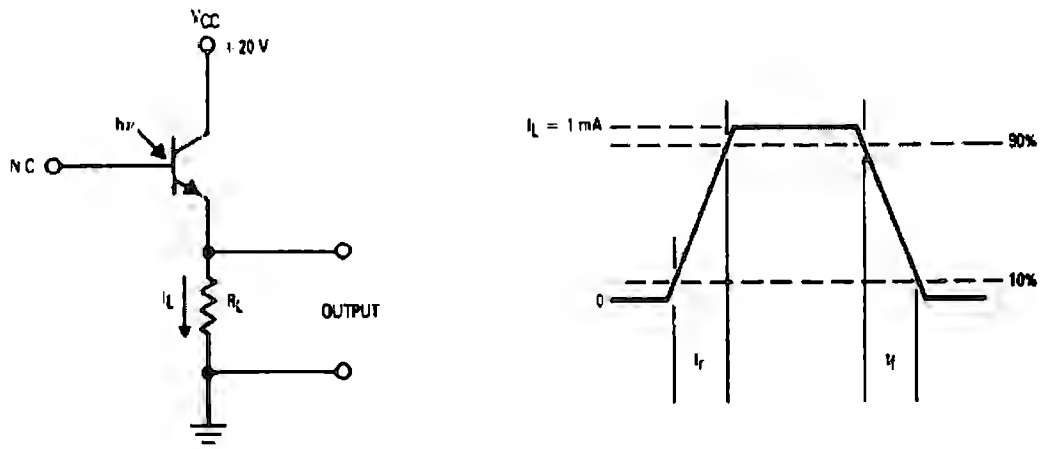 VCC
+20 V
hν
NC
IL
RL
OUTPUT
IL = 1 mA
90%
10%
0
tr
tf